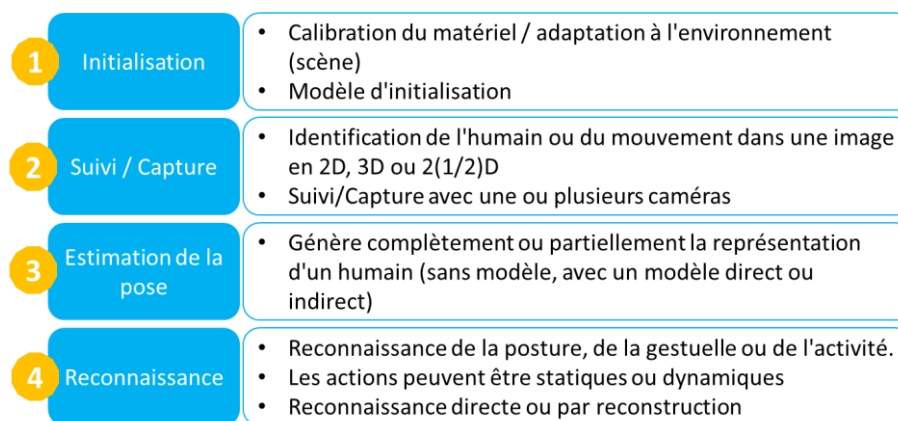 1
Initialisation
• Calibration du matériel / adaptation à l'environnement
(scène)
• Modèle d'initialisation
2
Suivi / Capture
• Identification de l'humain ou du mouvement dans une image
en 2D, 3D ou 2(1/2)D
• Suivi/Capture avec une ou plusieurs caméras
3
Estimation de la
pose
• Génère complètement ou partiellement la représentation
d'un humain (sans modèle, avec un modèle direct ou
indirect)
4
Reconnaissance
• Reconnaissance de la posture, de la gestuelle ou de l'activité.
• Les actions peuvent être statiques ou dynamiques
• Reconnaissance directe ou par reconstruction